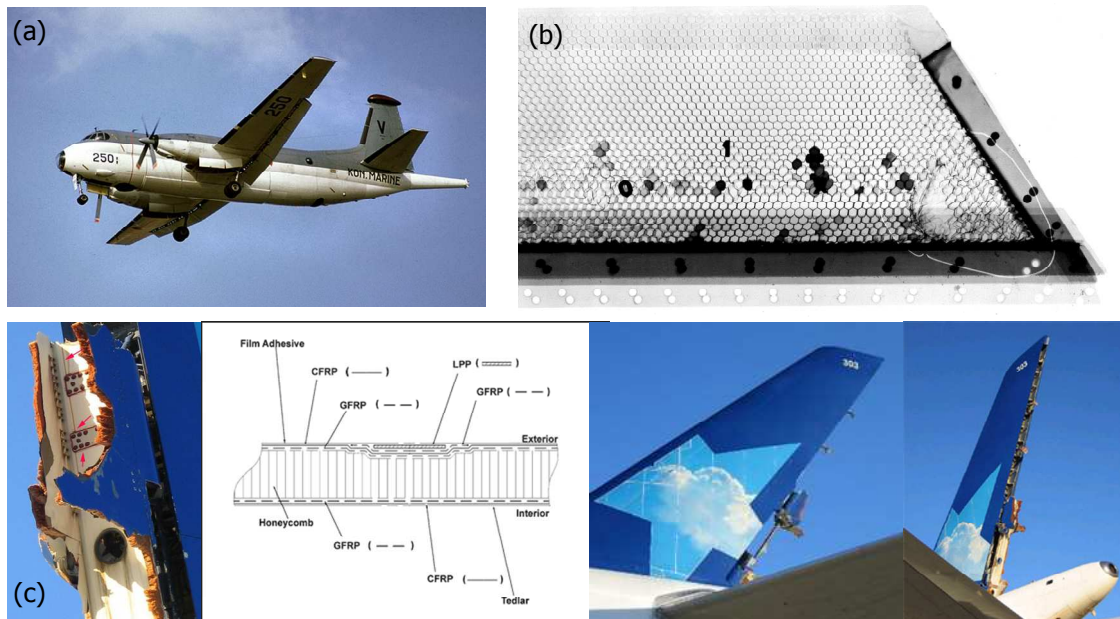 (a)
250
V
250
KON. MARINE
(b)
1
0
(c)
Film Adhesive
CFRP ( —— )
GFRP ( — — )
LPP ( )
GFRP ( — — )
Exterior
Interior
Honeycomb
GFRP ( — — )
CFRP ( —— )
Tedlar
303
303